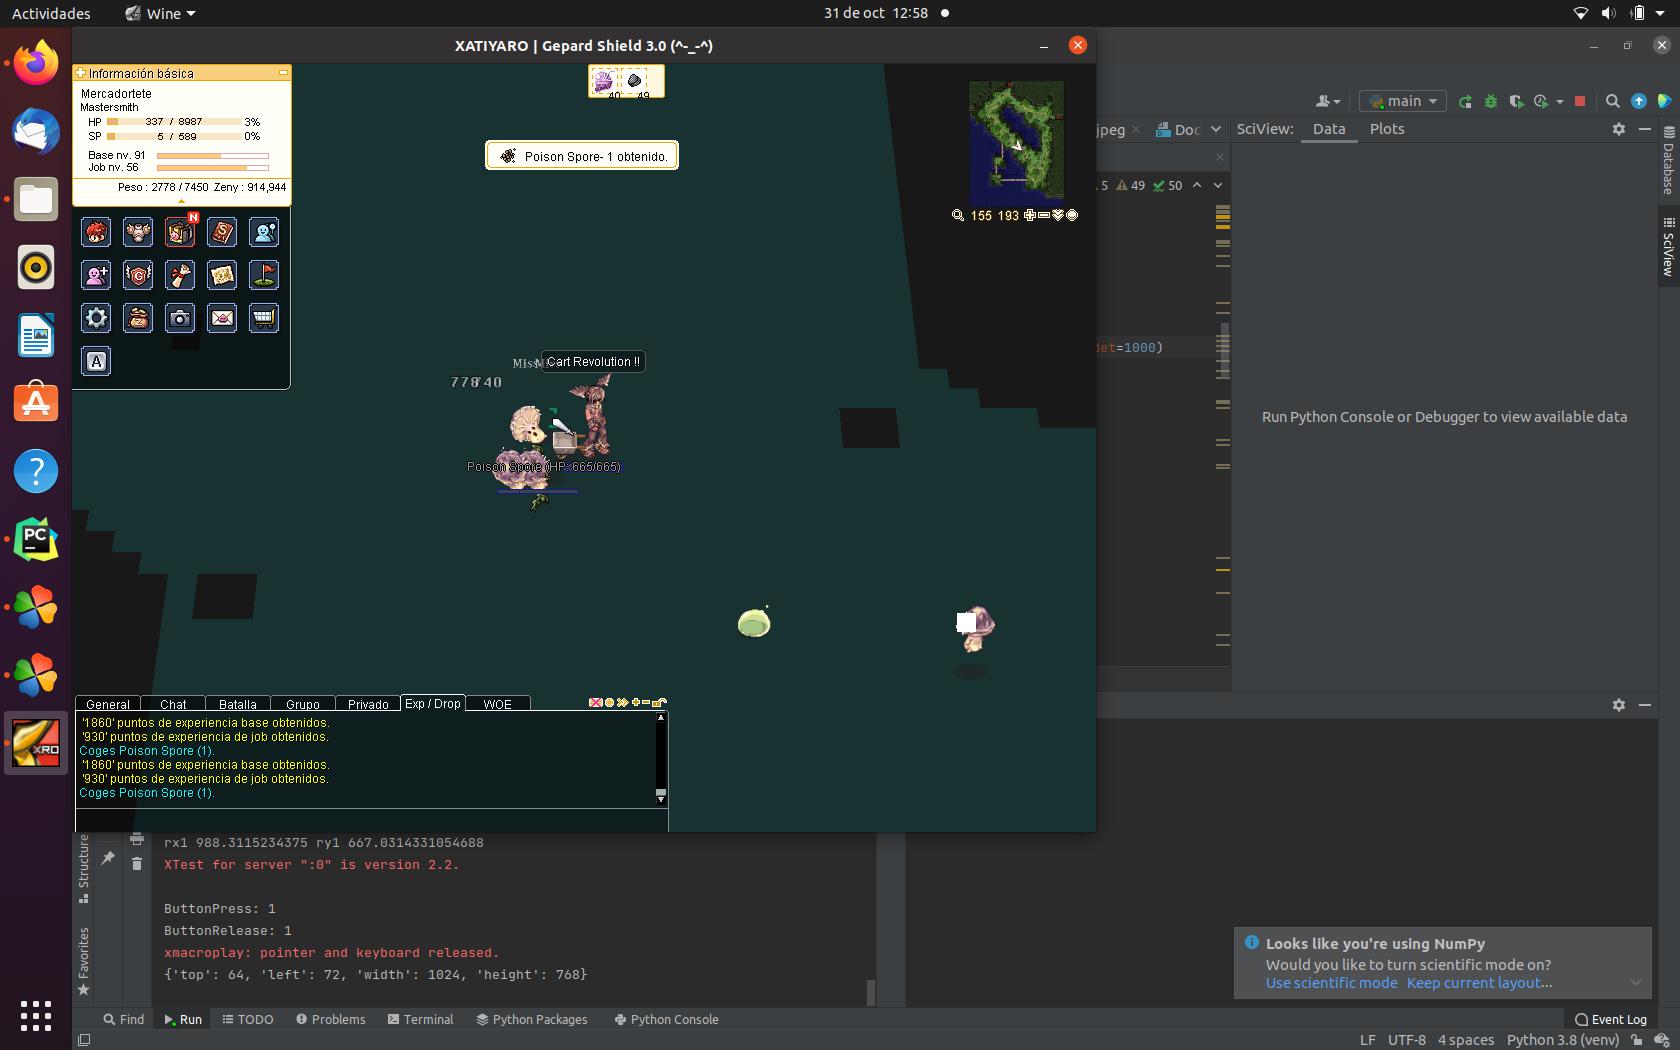 Actividades
Wine
31 de oct 12:58
XATIYARO | Gepard Shield 3.0 (^-_-^)
Información básica
Mercadortete
Mastersmith
HP 337 / 8987 3%
SP 5 / 589 0%
Base nv. 91
Job nv. 56
Peso : 2778 / 7450 Zeny : 914,944
N
A
40 49
Poison Spore- 1 obtenido.
155 193
Cart Revolution !!
Poison Spore (HP: 665/665)
General Chat Batalla Grupo Privado Exp / Drop WOE
'1860' puntos de experiencia base obtenidos.
'930' puntos de experiencia de job obtenidos.
Coges Poison Spore (1).
'1860' puntos de experiencia base obtenidos.
'930' puntos de experiencia de job obtenidos.
Coges Poison Spore (1).
main
jpeg
Doc
SciView: Data Plots
5 49 50
det=1000)
Run Python Console or Debugger to view available data
Database
SciView
PC
XRO
Structure
Favorites
rx1 988.3115234375 ry1 667.0314331054688
XTest for server ":0" is version 2.2.
ButtonPress: 1
ButtonRelease: 1
xmacroplay: pointer and keyboard released.
{'top': 64, 'left': 72, 'width': 1024, 'height': 768}
Looks like you're using NumPy
Would you like to turn scientific mode on?
Use scientific mode Keep current layout...
Find Run TODO Problems Terminal Python Packages Python Console
Event Log
LF UTF-8 4 spaces Python 3.8 (venv)